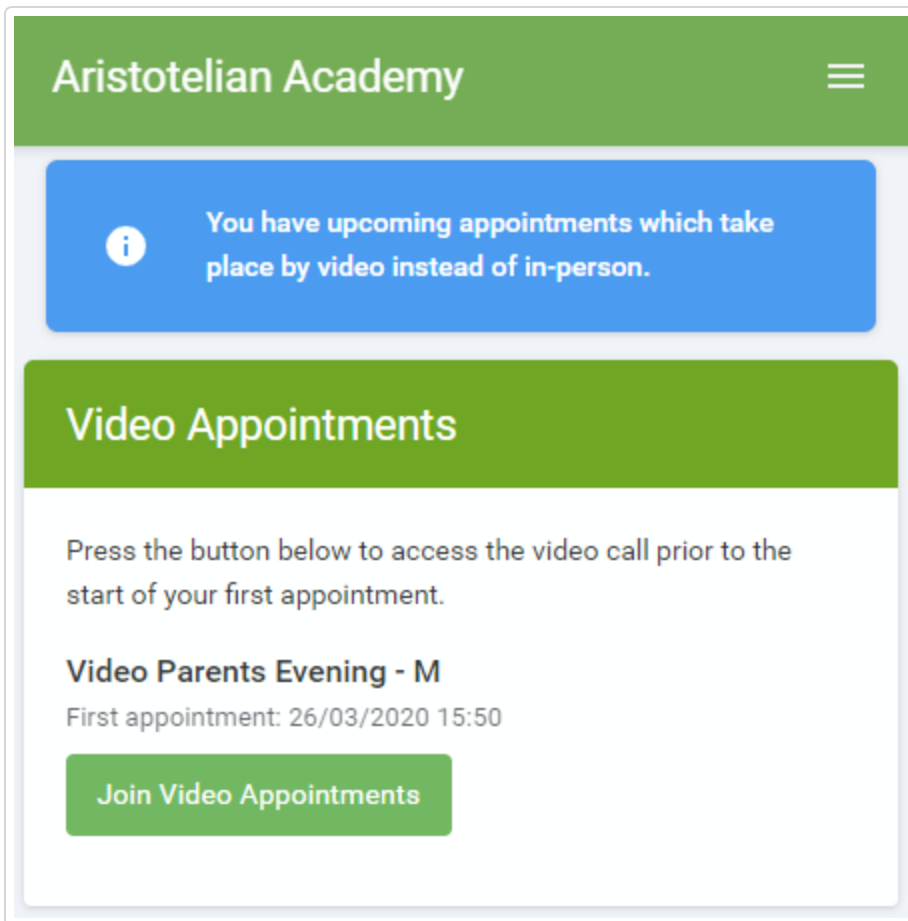 Aristotelian Academy
You have upcoming appointments which take
place by video instead of in-person.
Video Appointments
Press the button below to access the video call prior to the
start of your first appointment.
Video Parents Evening - M
First appointment: 26/03/2020 15:50
Join Video Appointments